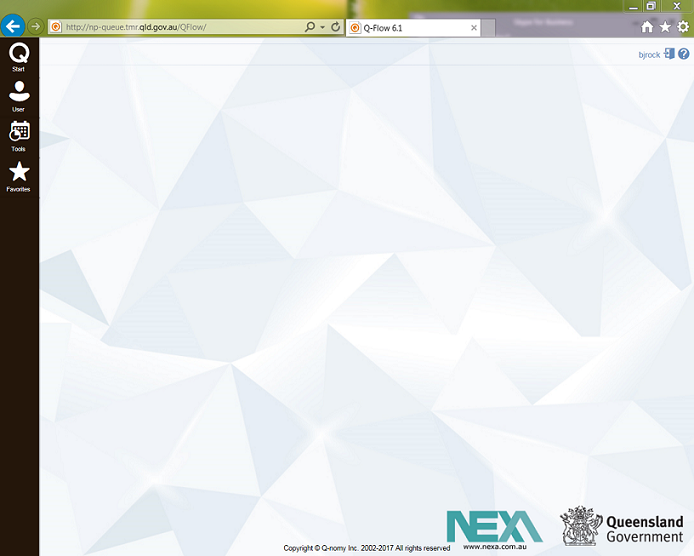 http://np-queue.tmr.qld.gov.au/QFlow/
Q-Flow 6.1
Start
bjrock
User
Tools
Favorites
NEXA
www.nexa.com.au
Queensland
Government
Copyright © Q-nomy Inc. 2002-2017 All rights reserved